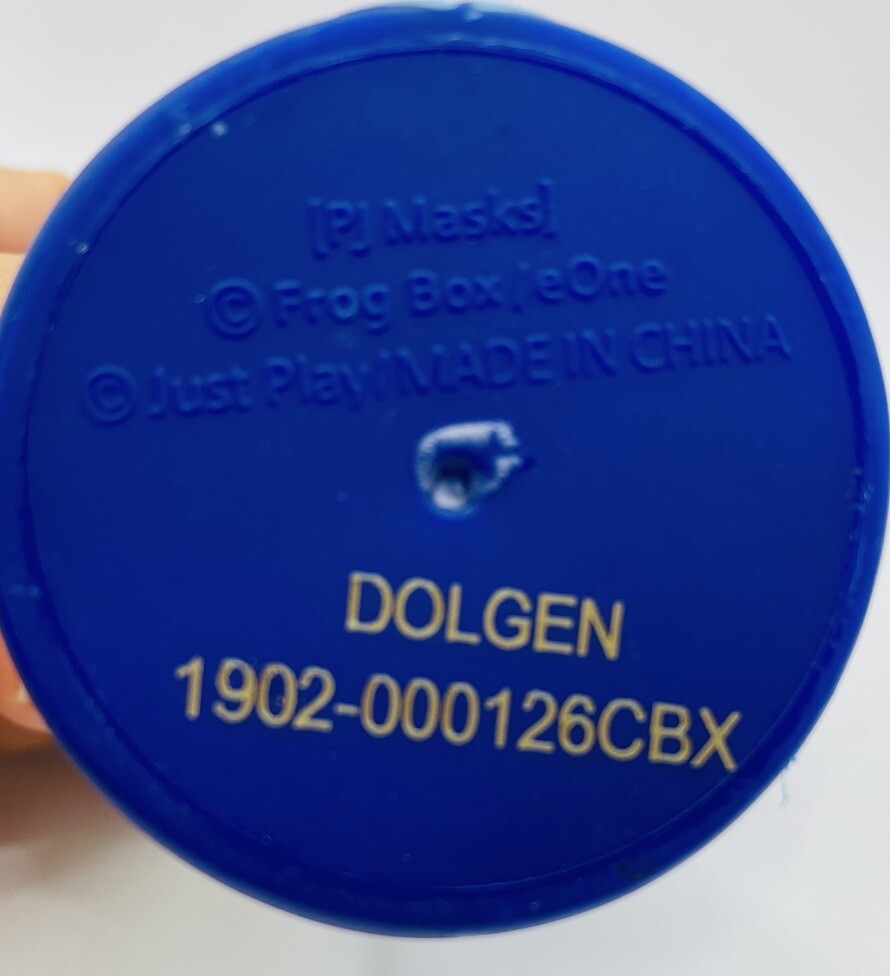 [PJ Masks]
© Frog Box/eOne
© Just Play/MADE IN CHINA
DOLGEN
1902-000126CBX